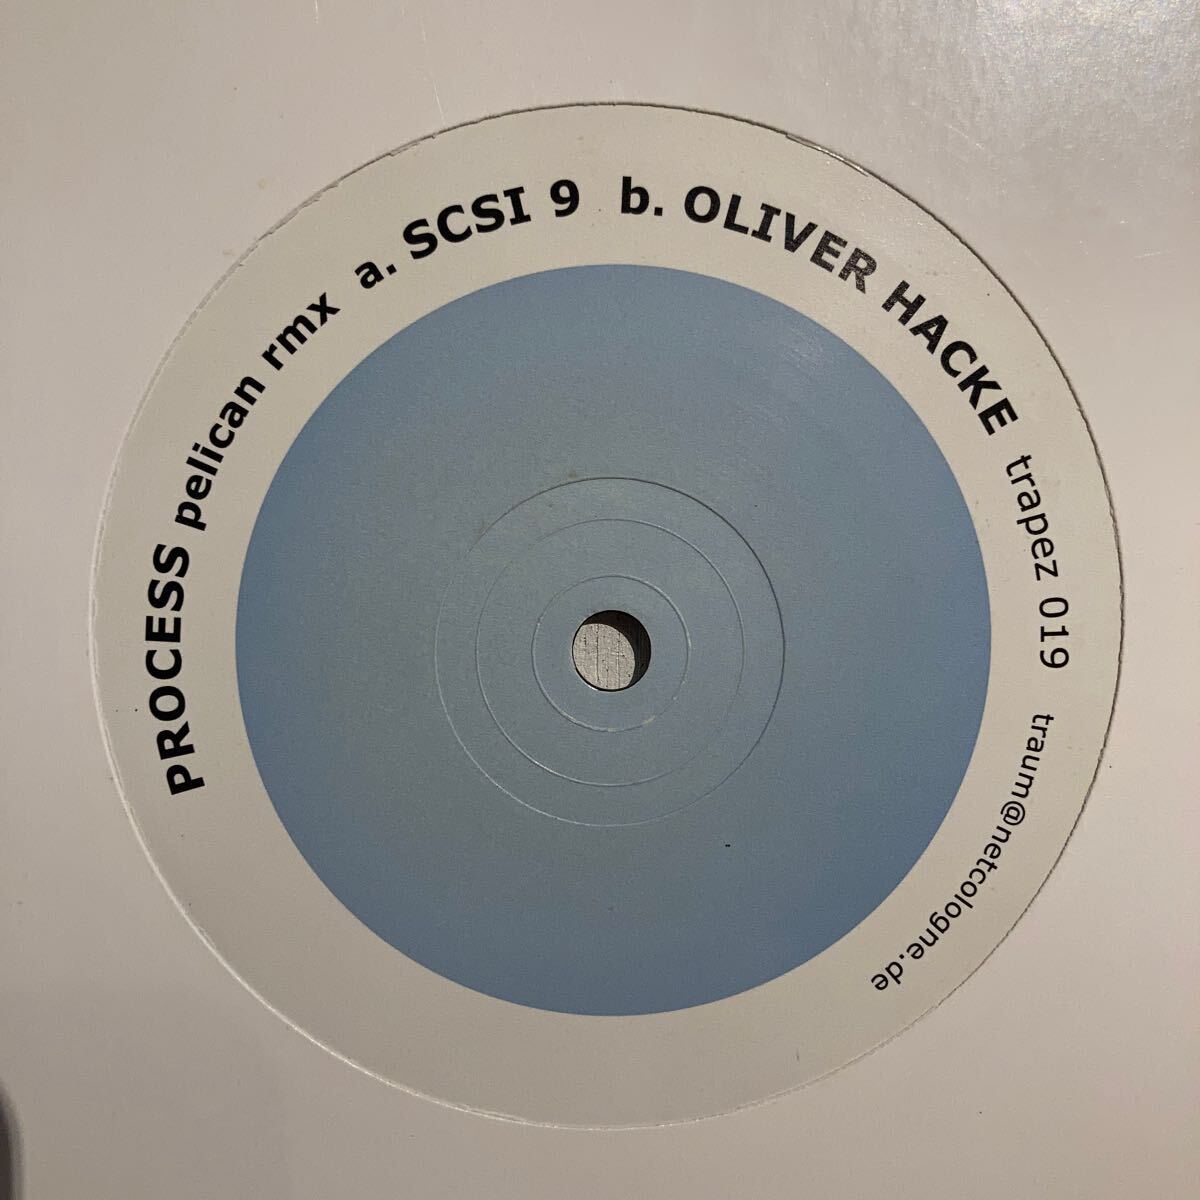 PROCESS pelican rmx a. SCSI 9 b. OLIVER HACKE trapez 019 traum@netcologne.de